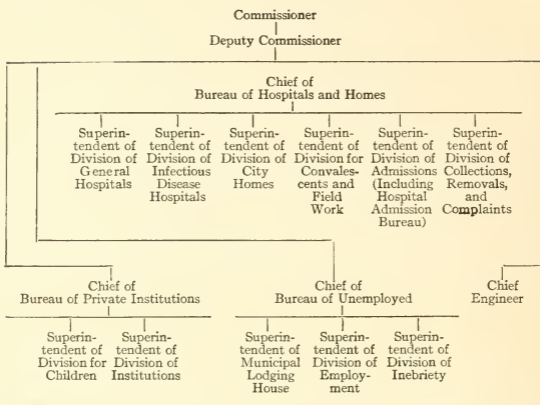 Commissioner
Deputy Commissioner
Chief of
Bureau of Hospitals and Homes
Superin-
tendent of
Division of
General
Hospitals
Superin-
tendent of
Division of
Infectious
Disease
Hospitals
Superin-
tendent of
Division of
City
Homes
Superin-
tendent of
Division for
Convales-
cents and
Field
Work
Superin-
tendent of
Division of
Admissions
(Including
Hospital
Admission
Bureau)
Superin-
tendent of
Division of
Collections,
Removals,
and
Complaints
Chief of
Bureau of Private Institutions
Superin-
tendent of
Division for
Children
Superin-
tendent of
Division of
Institutions
Chief of
Bureau of Unemployed
Superin-
tendent of
Municipal
Lodging
House
Superin-
tendent of
Division of
Employ-
ment
Superin-
tendent of
Division of
Inebriety
Chief
Engineer